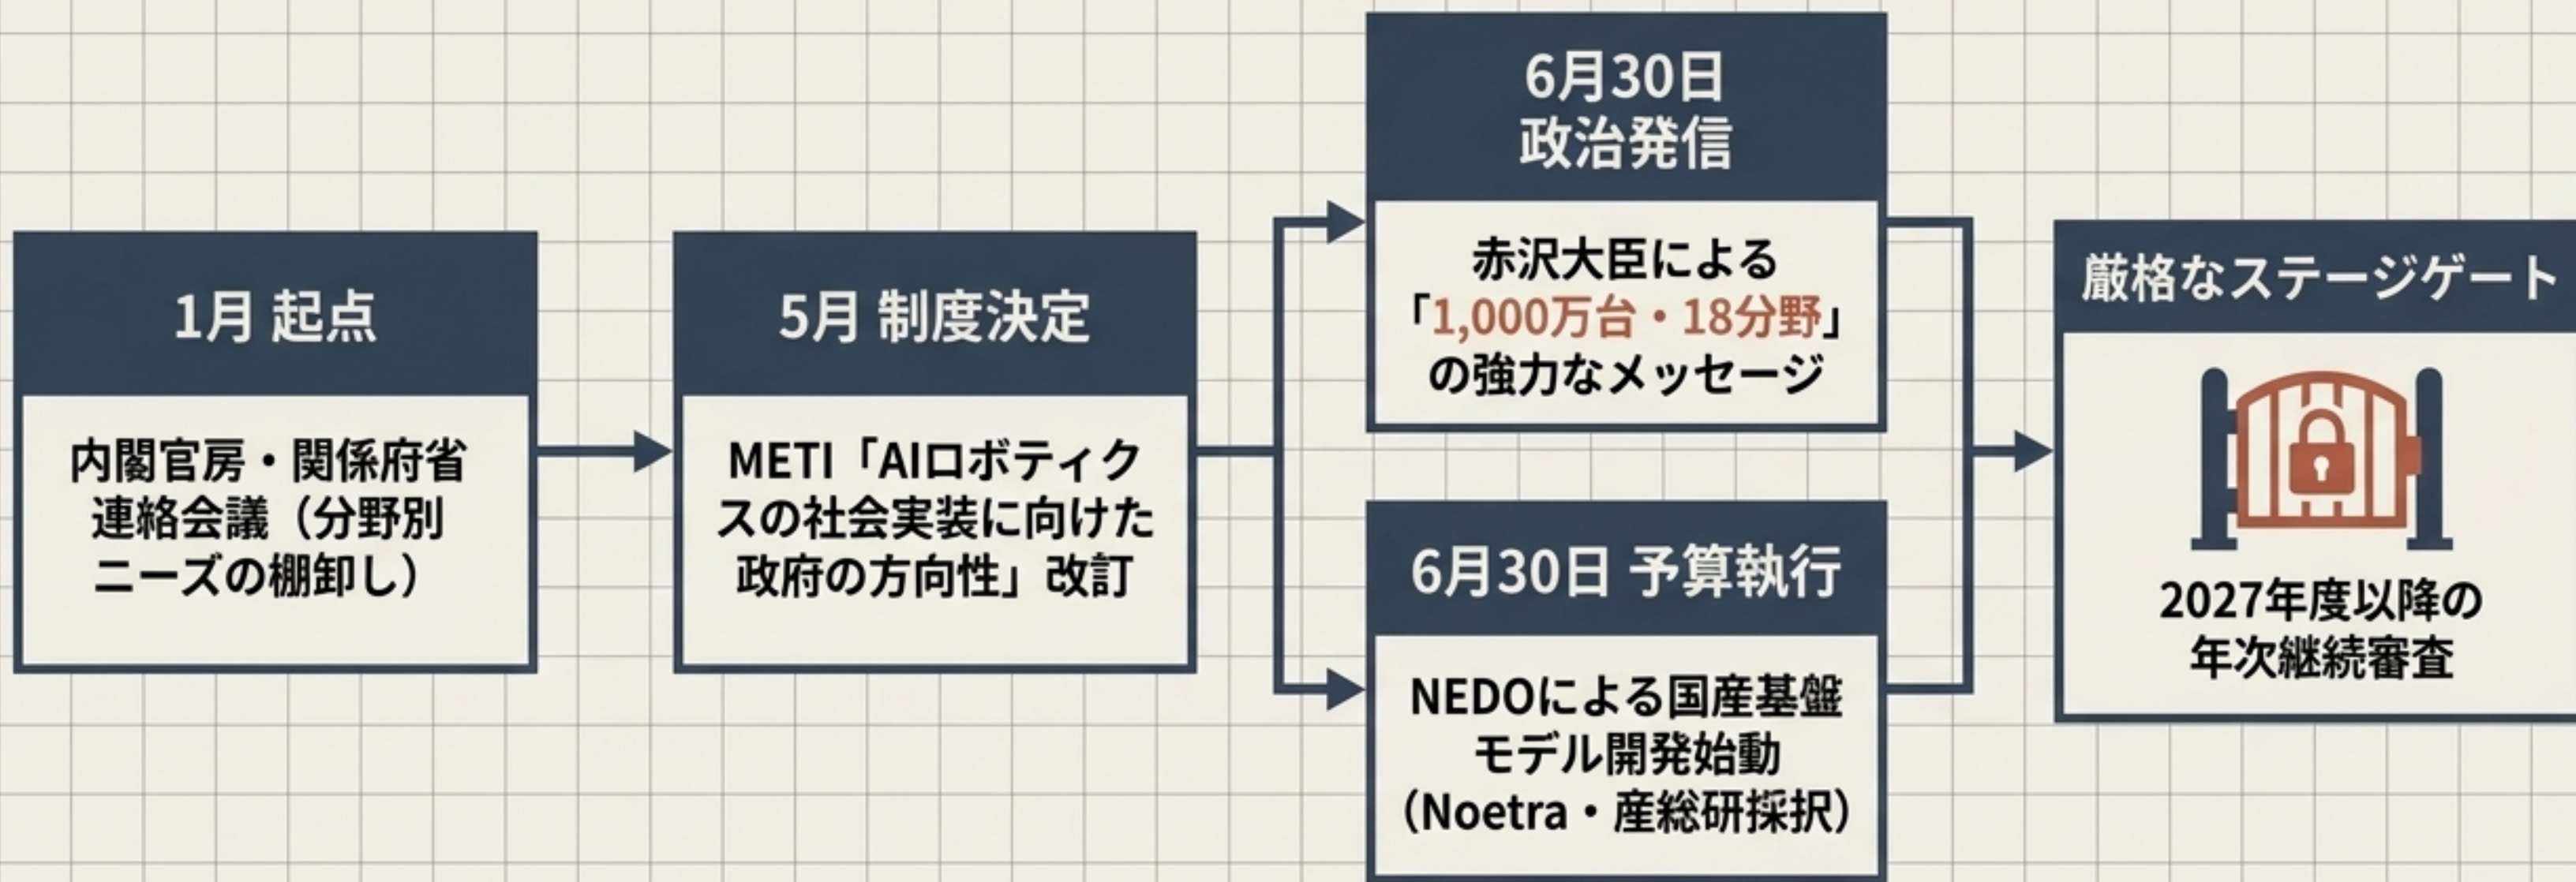 1月 起点
内閣官房・関係府省
連絡会議（分野別
ニーズの棚卸し）
5月 制度決定
METI「AIロボティク
スの社会実装に向けた
政府の方向性」改訂
6月30日
政治発信
赤沢大臣による
「1,000万台・18分野」
の強力なメッセージ
6月30日 予算執行
NEDOによる国産基盤
モデル開発始動
（Noetra・産総研採択）
厳格なステージゲート
2027年度以降の
年次継続審査